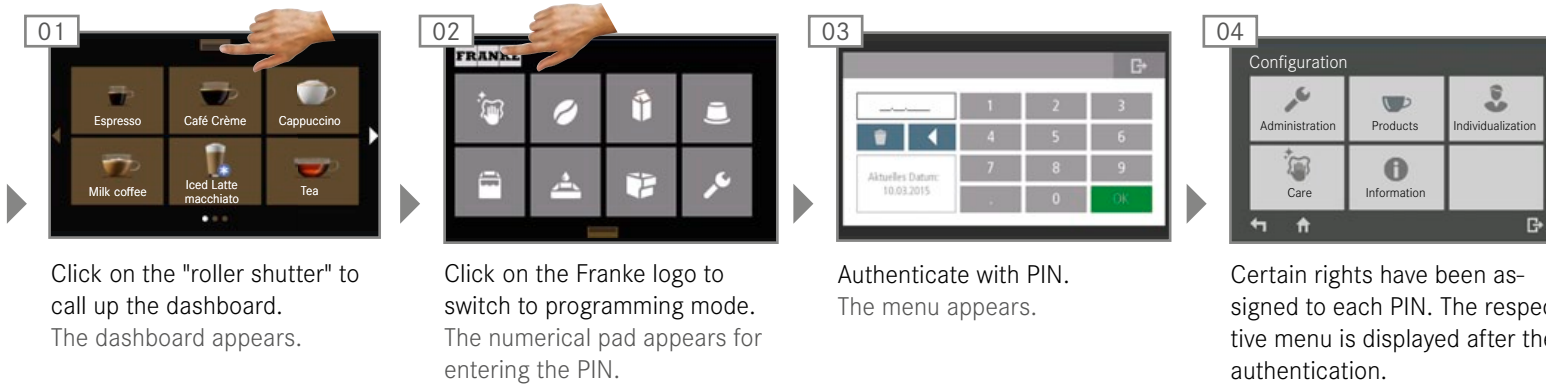 01
Espresso
Café Crème
Cappuccino
Milk coffee
Iced Latte
macchiato
Tea
Click on the "roller shutter" to
call up the dashboard.
The dashboard appears.
02
FRANKE
Click on the Franke logo to
switch to programming mode.
The numerical pad appears for
entering the PIN.
03
__.__.____
1 2 3
4 5 6
7 8 9
. 0 OK
Aktuelles Datum:
10.03.2015
Authenticate with PIN.
The menu appears.
04
Configuration
Administration
Products
Individualization
Care
Information
Certain rights have been as-
signed to each PIN. The respec
tive menu is displayed after the
authentication.